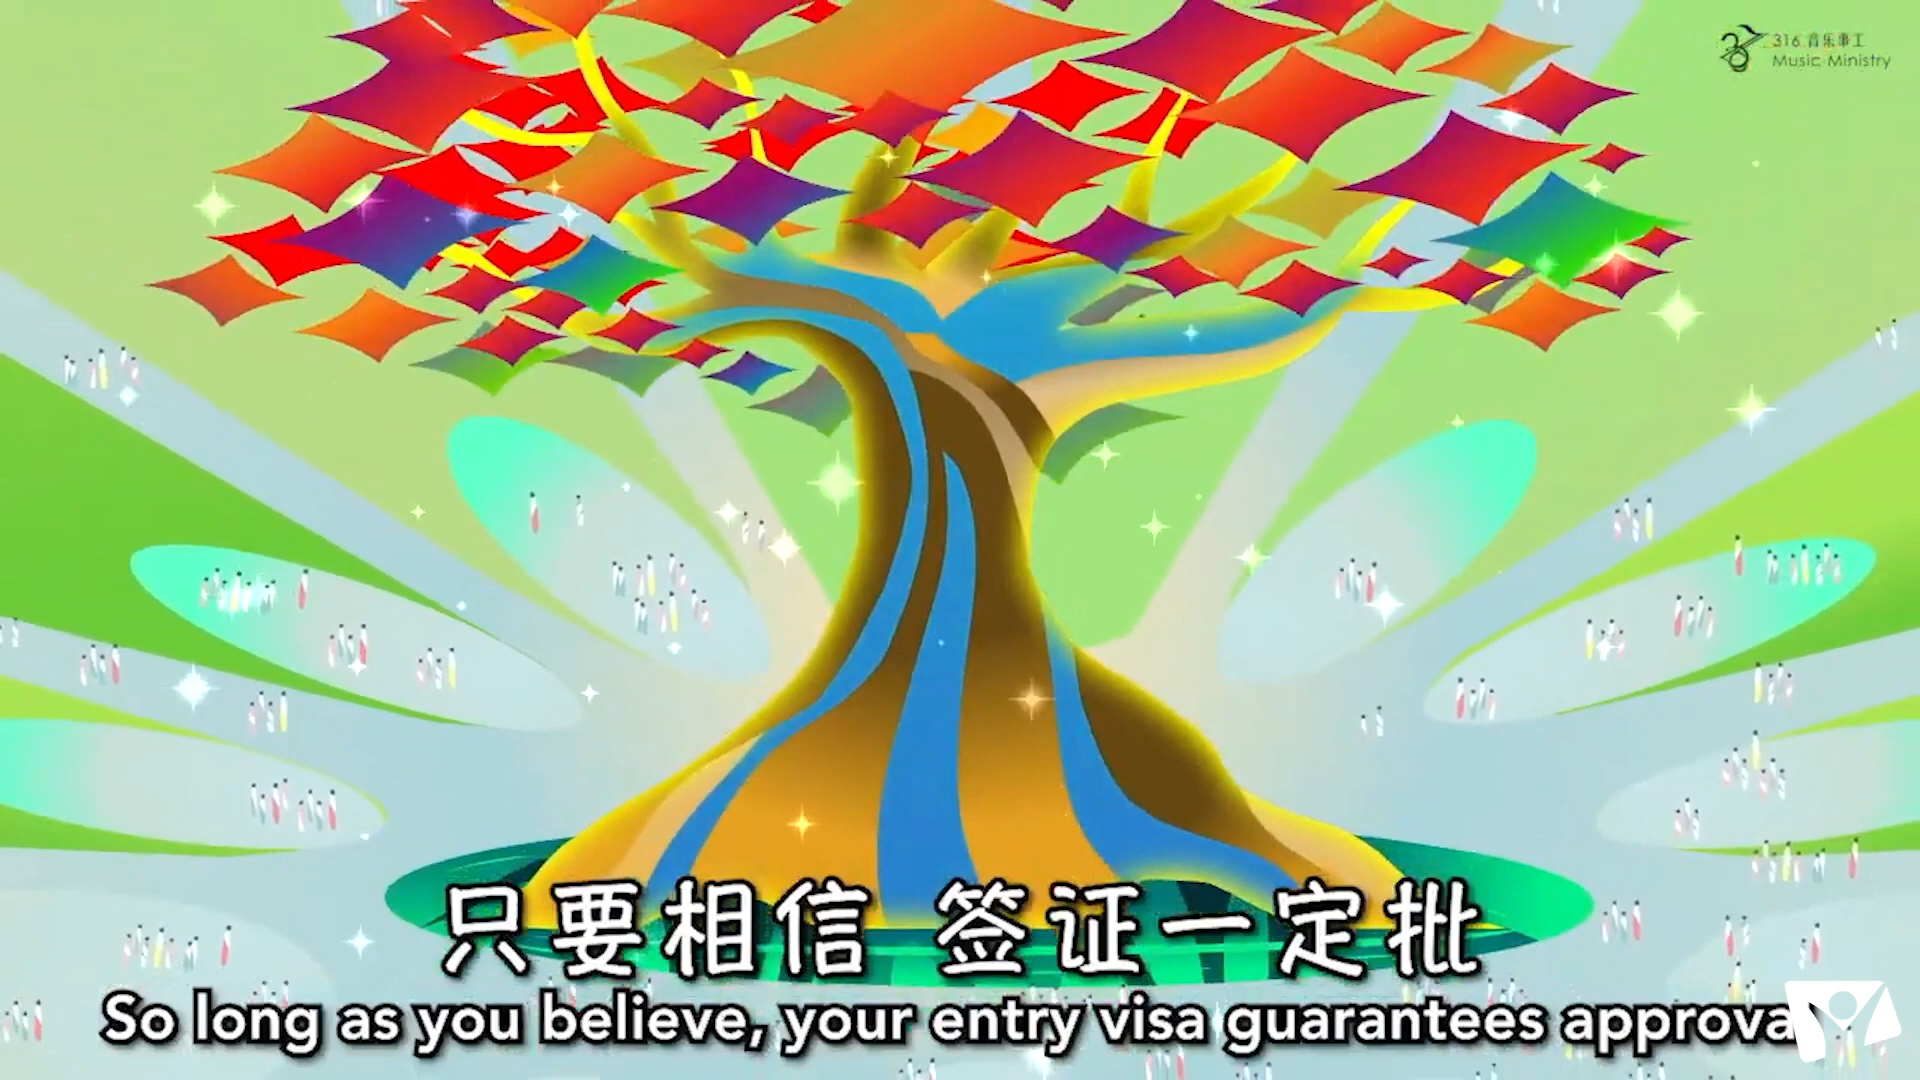 316 音乐事工
Music Ministry
只要相信 签证一定批
So long as you believe, your entry visa guarantees approva